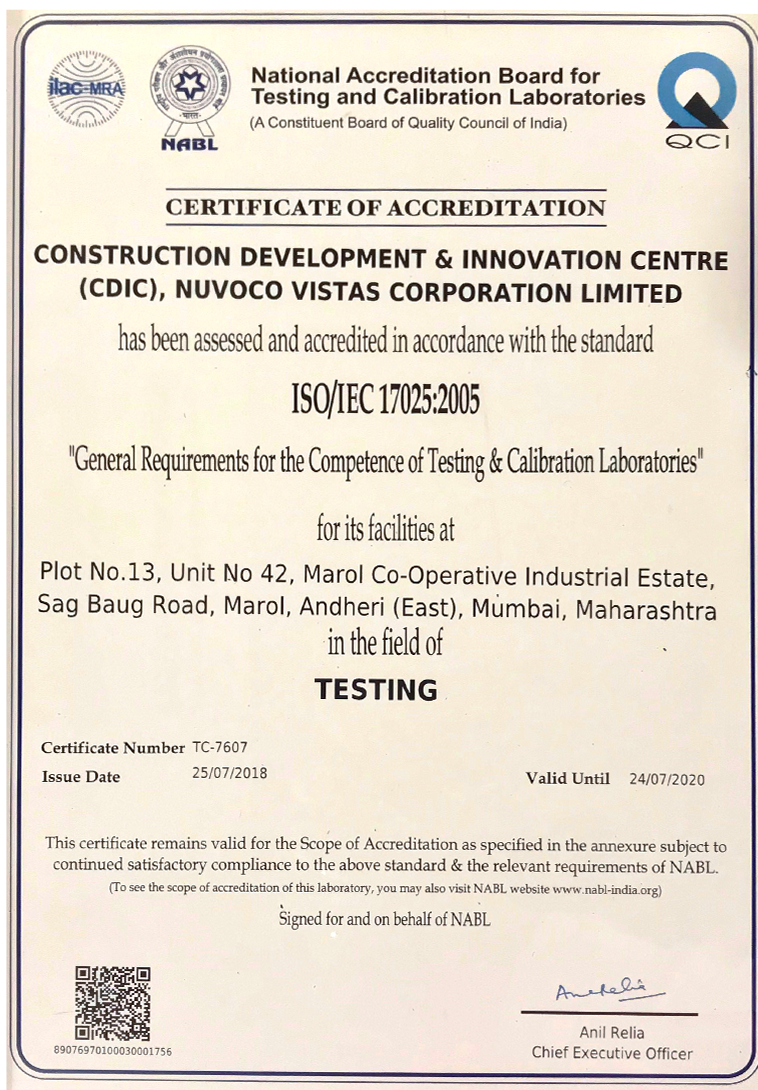 ilac-MRA
NABL
National Accreditation Board for
Testing and Calibration Laboratories
(A Constituent Board of Quality Council of India)
QCI
CERTIFICATE OF ACCREDITATION
CONSTRUCTION DEVELOPMENT & INNOVATION CENTRE
(CDIC), NUVOCO VISTAS CORPORATION LIMITED
has been assessed and accredited in accordance with the standard
ISO/IEC 17025:2005
"General Requirements for the Competence of Testing & Calibration Laboratories"
for its facilities at
Plot No.13, Unit No 42, Marol Co-Operative Industrial Estate,
Sag Baug Road, Marol, Andheri (East), Mumbai, Maharashtra
in the field of
TESTING
Certificate Number TC-7607
Issue Date 25/07/2018
Valid Until 24/07/2020
This certificate remains valid for the Scope of Accreditation as specified in the annexure subject to
continued satisfactory compliance to the above standard & the relevant requirements of NABL.
(To see the scope of accreditation of this laboratory, you may also visit NABL website www.nabl-india.org)
Signed for and on behalf of NABL
89076970100030001756
Anil Relia
Chief Executive Officer